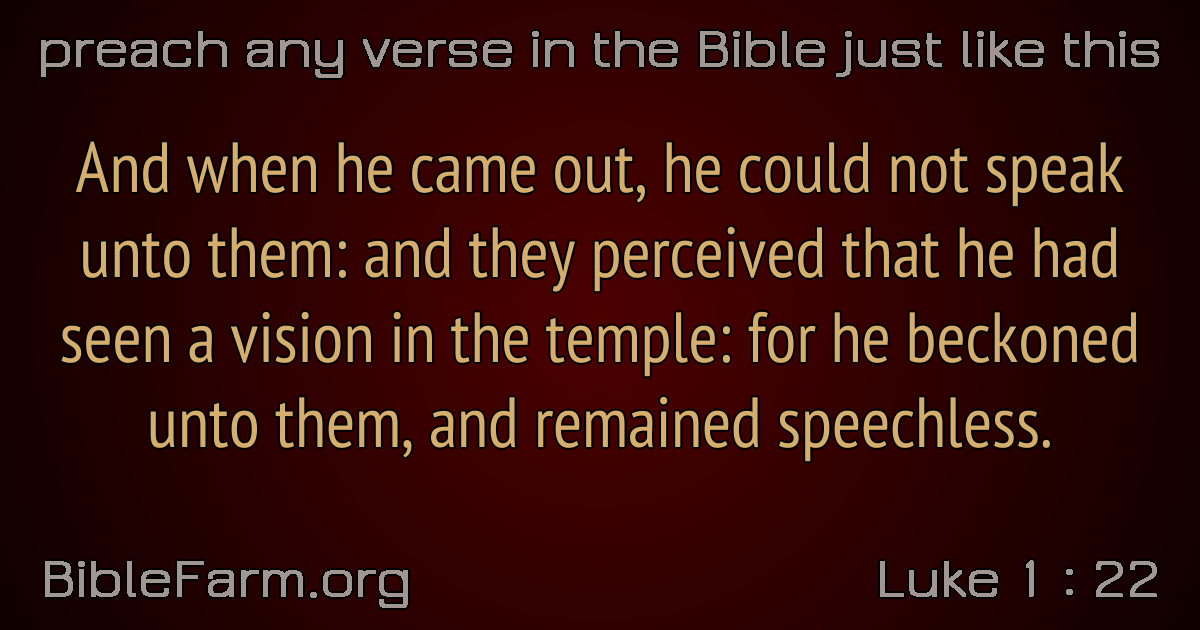 preach any verse in the Bible just like this
And when he came out, he could not speak
unto them: and they perceived that he had
seen a vision in the temple: for he beckoned
unto them, and remained speechless.
BibleFarm.org
Luke 1 : 22